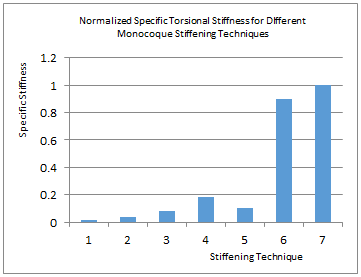 Normalized Specific Torsional Stiffness for Different
Monocoque Stiffening Techniques
Specific Stiffness
1.2
1
0.8
0.6
0.4
0.2
0
1 2 3 4 5 6 7
Stiffening Technique